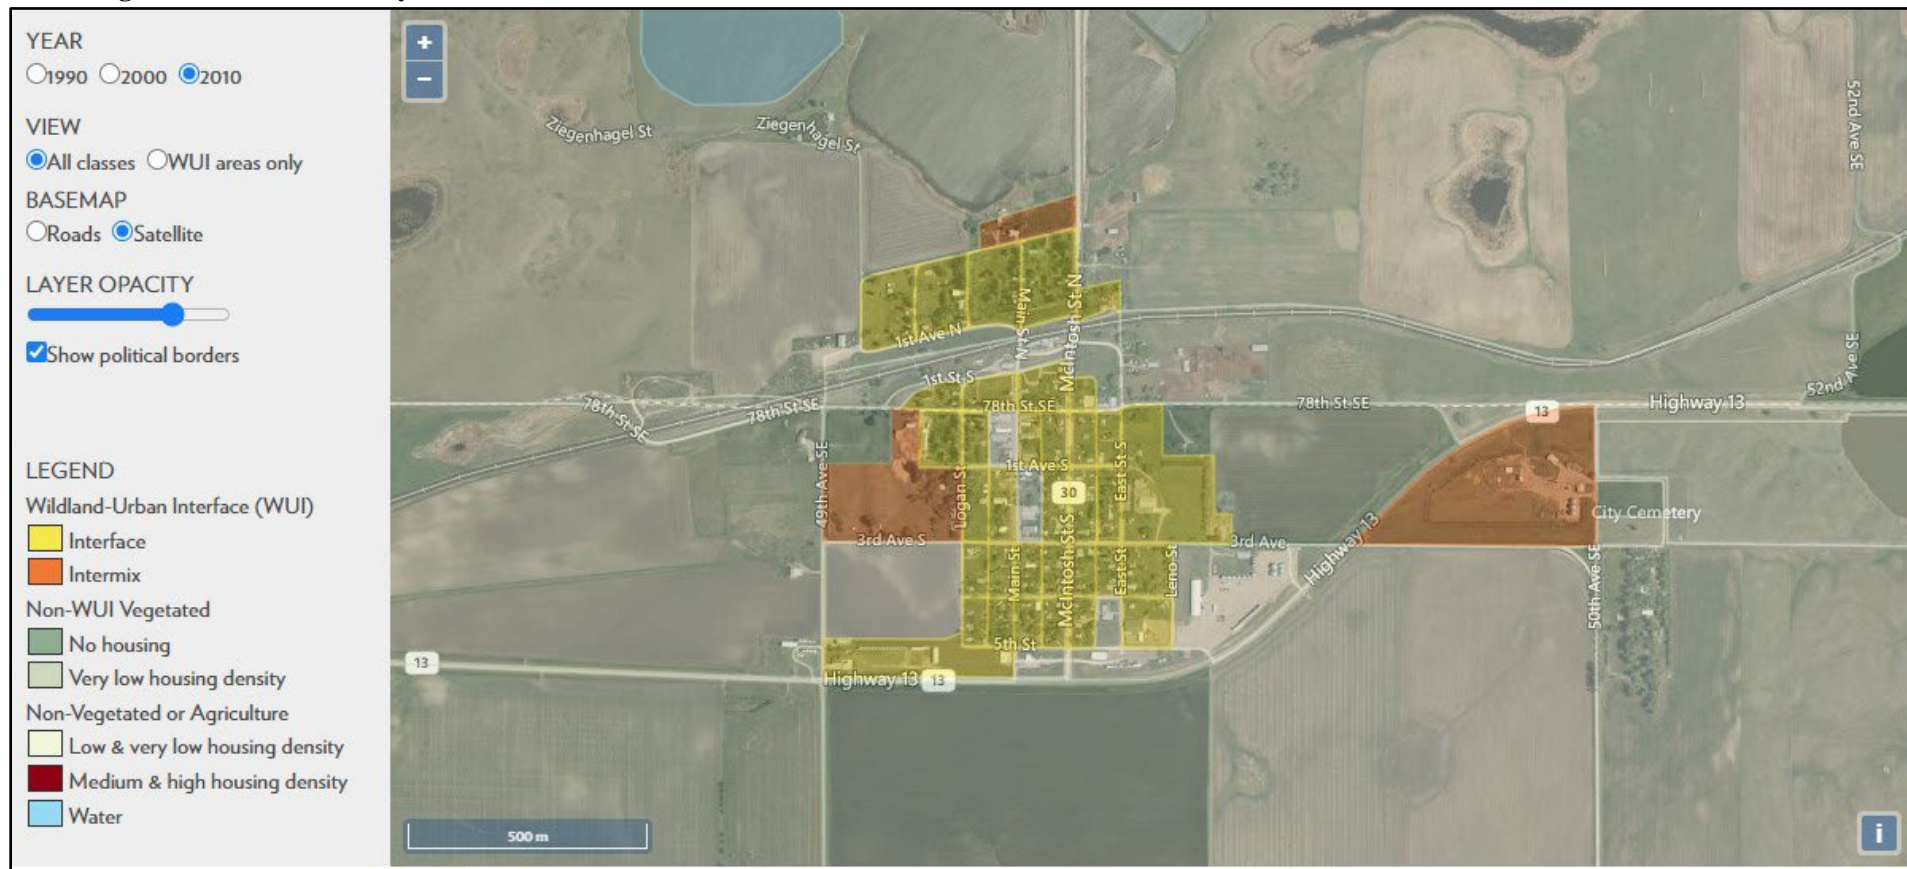 YEAR
1990 2000 2010
VIEW
All classes WUI areas only
BASEMAP
Roads Satellite
LAYER OPACITY
Show political borders
LEGEND
Wildland-Urban Interface (WUI)
Interface
Intermix
Non-WUI Vegetated
No housing
Very low housing density
Non-Vegetated or Agriculture
Low & very low housing density
Medium & high housing density
Water
+
−
Ziegenhagel St
Ziegenhagel St
52nd Ave SE
Main St N
McIntosh St N
1st Ave N
1st St S
78th St SE
78th St SE
78th St SE
78th St SE
13
Highway 13
52nd Ave SE
49th Ave SE
Logan St
1st Ave S
East St S
30
City Cemetery
3rd Ave S
3rd Ave
Highway 13
Main St
McIntosh St S
East St
Leno St
50th Ave SE
5th St
13
Highway 13
13
500 m
i